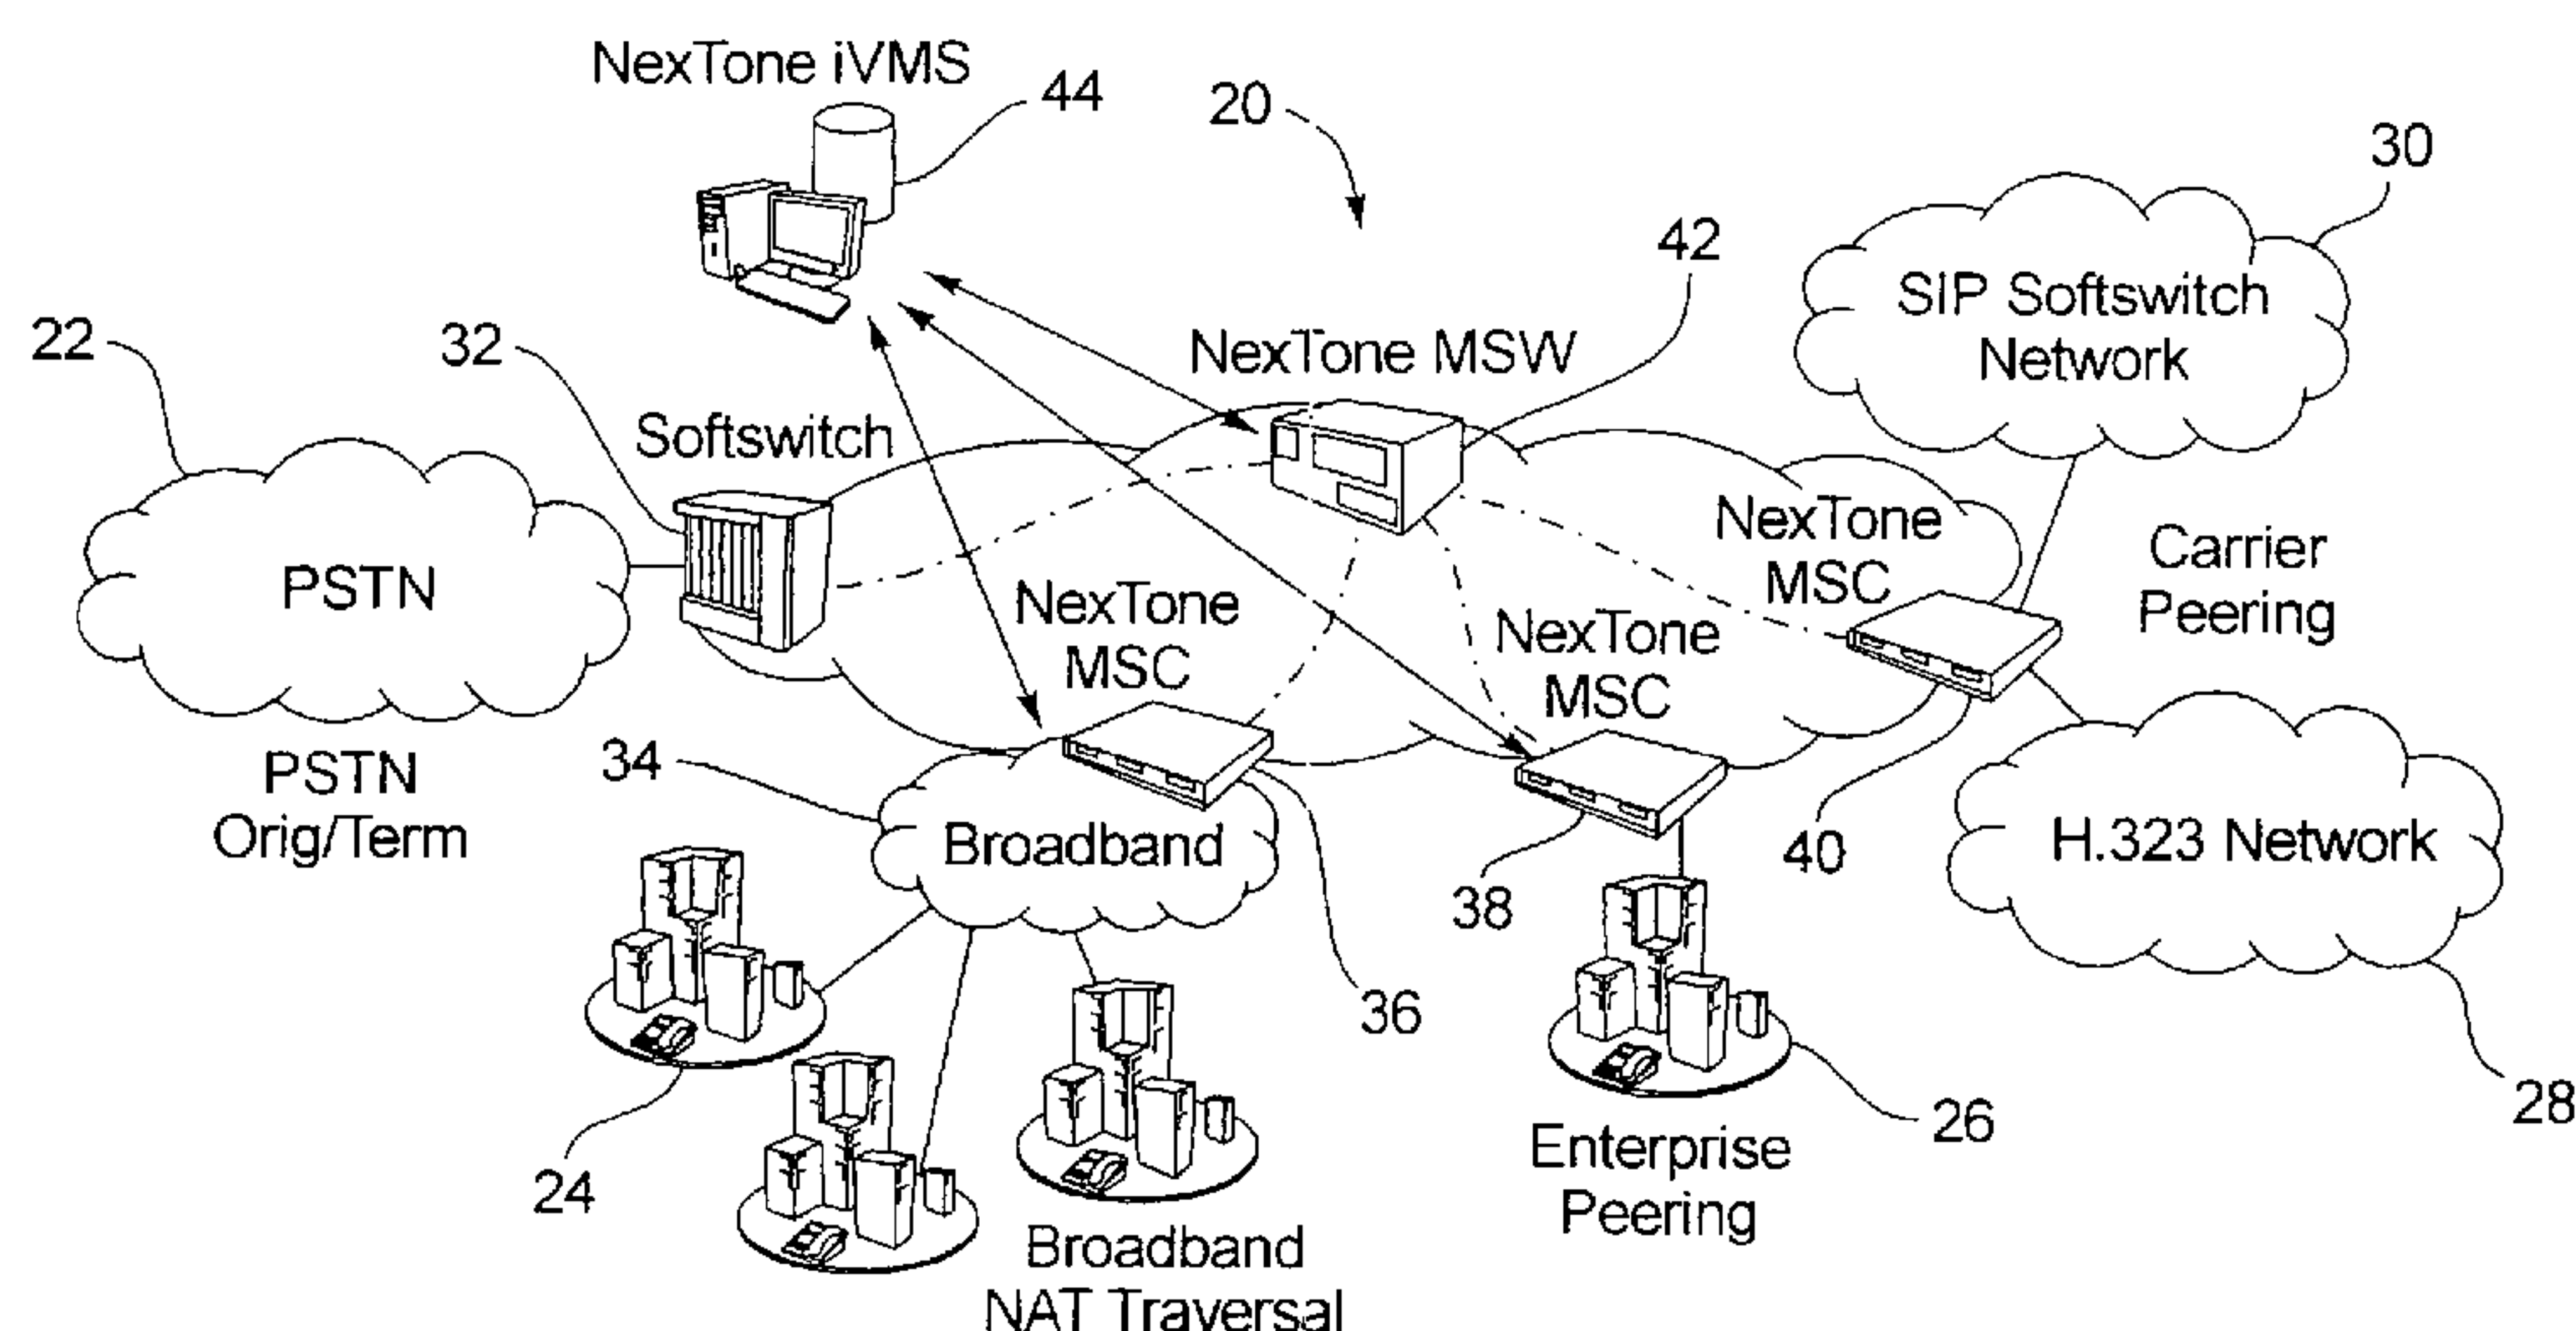 NexTone iVMS
44
20
30
42
SIP Softswitch
Network
22
32
NexTone MSW
Softswitch
NexTone
MSC
Carrier
Peering
PSTN
NexTone
MSC
NexTone
MSC
PSTN
Orig/Term
34
Broadband
38
40
H.323 Network
36
24
26
28
Enterprise
Peering
Broadband
NAT Traversal